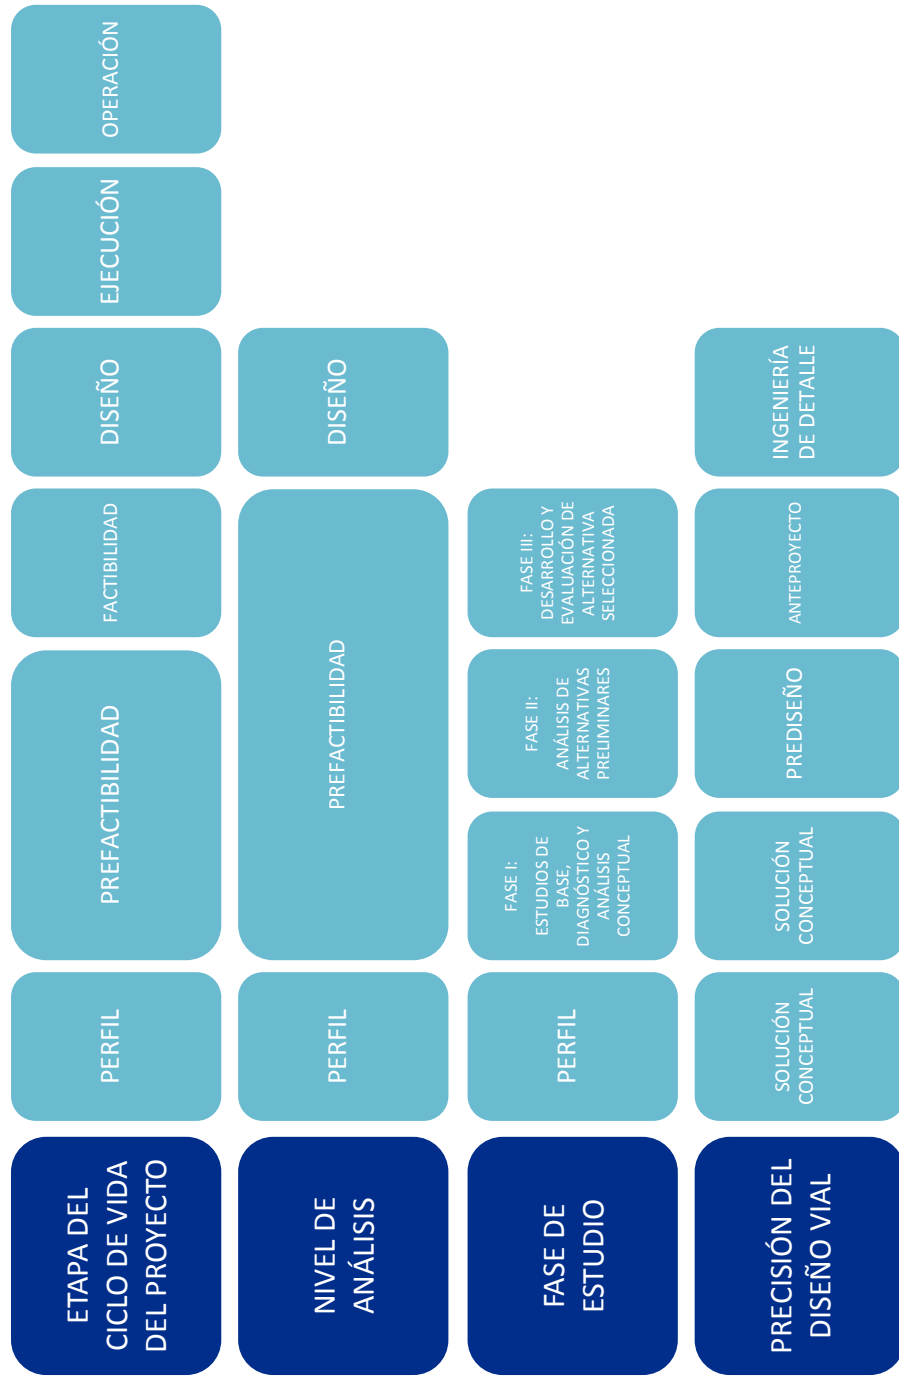 ETAPA DEL
CICLO DE VIDA
DEL PROYECTO
PERFIL
PREFACTIBILIDAD
FACTIBILIDAD
DISEÑO
EJECUCIÓN
OPERACIÓN
NIVEL DE
ANÁLISIS
PERFIL
PREFACTIBILIDAD
DISEÑO
FASE DE
ESTUDIO
PERFIL
FASE I:
ESTUDIOS DE
BASE,
DIAGNÓSTICO Y
ANÁLISIS
CONCEPTUAL
FASE II:
ANÁLISIS DE
ALTERNATIVAS
PRELIMINARES
FASE III:
DESARROLLO Y
EVALUACIÓN DE
ALTERNATIVA
SELECCIONADA
PRECISIÓN DEL
DISEÑO VIAL
SOLUCIÓN
CONCEPTUAL
SOLUCIÓN
CONCEPTUAL
PREDISEÑO
ANTEPROYECTO
INGENIERÍA
DE DETALLE